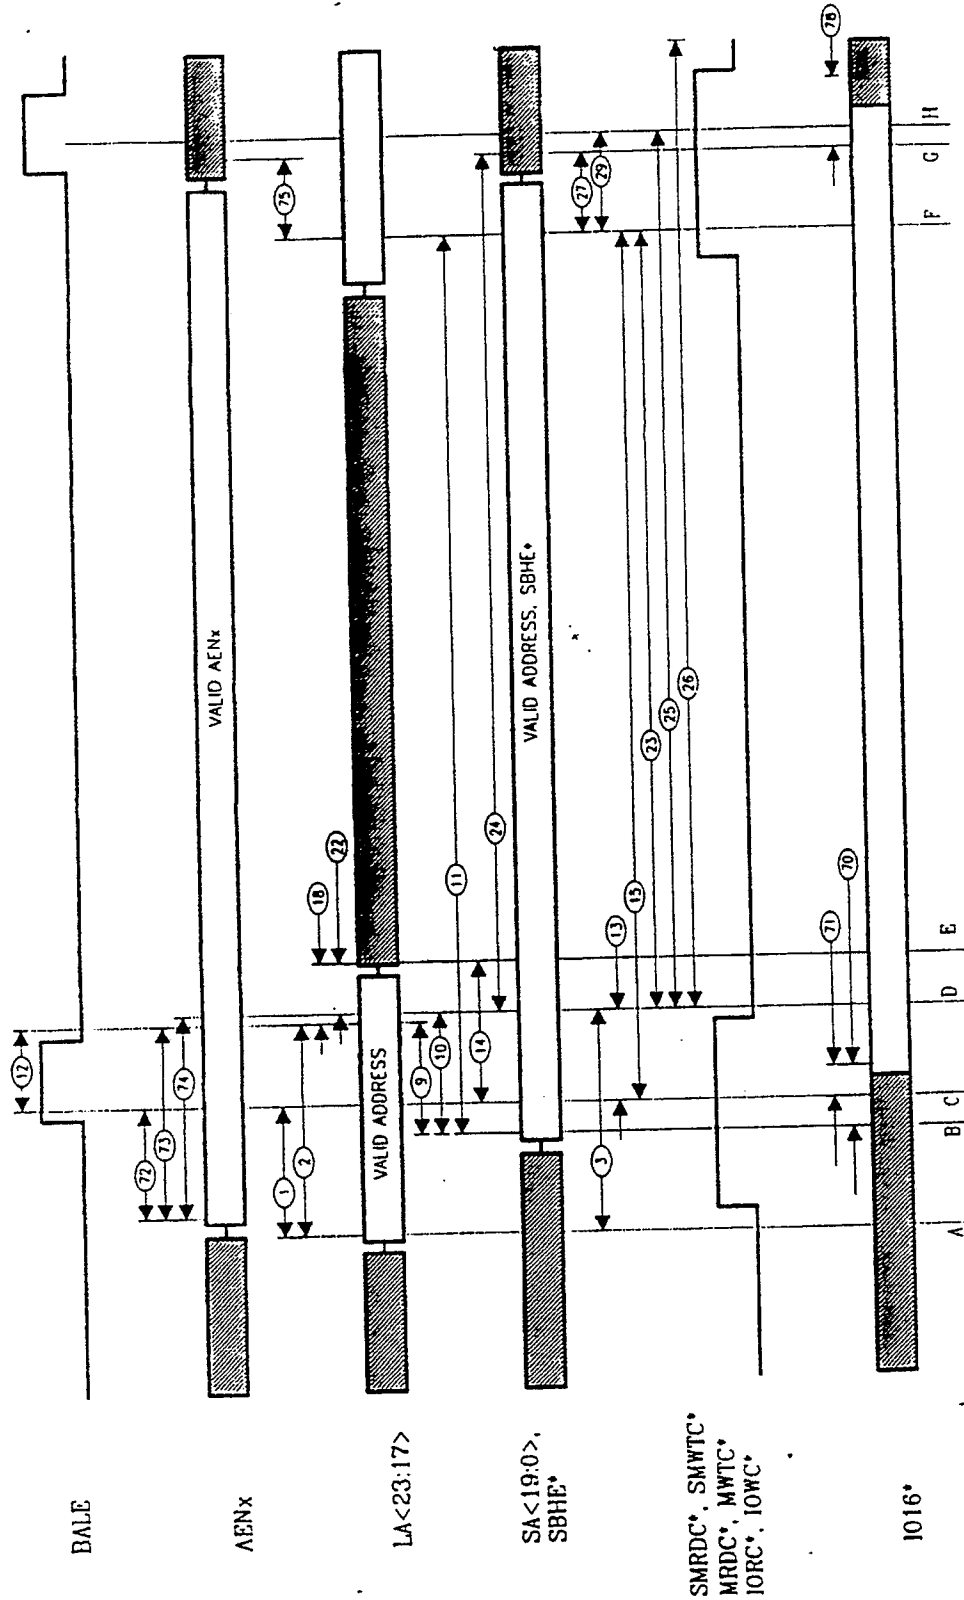 BALE
12
72
73
74
AENx
VALID AENx
75
1
2
18
22
LA<23:17>
VALID ADDRESS
9
10
11
14
24
SA<19:0>,
SBHE*
VALID ADDRESS, SBHE*
27
29
3
13
15
23
25
26
SMRDC*, SMWTC*
MRDC*, MWTC*
IORC*, IOWC*
71
70
78
IO16*
A
B
C
D
E
F
G
H